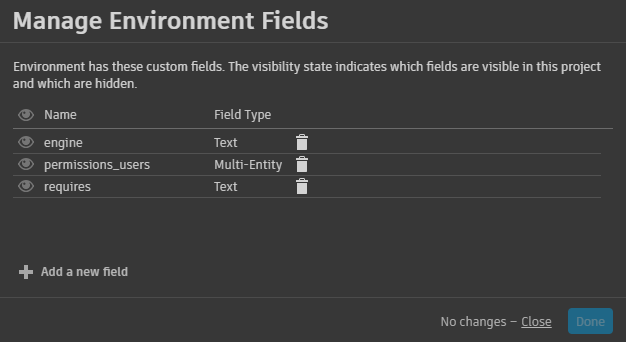 Manage Environment Fields
Environment has these custom fields. The visibility state indicates which fields are visible in this project
and which are hidden.
Name Field Type
engine Text
permissions_users Multi-Entity
requires Text
Add a new field
No changes – Close Done